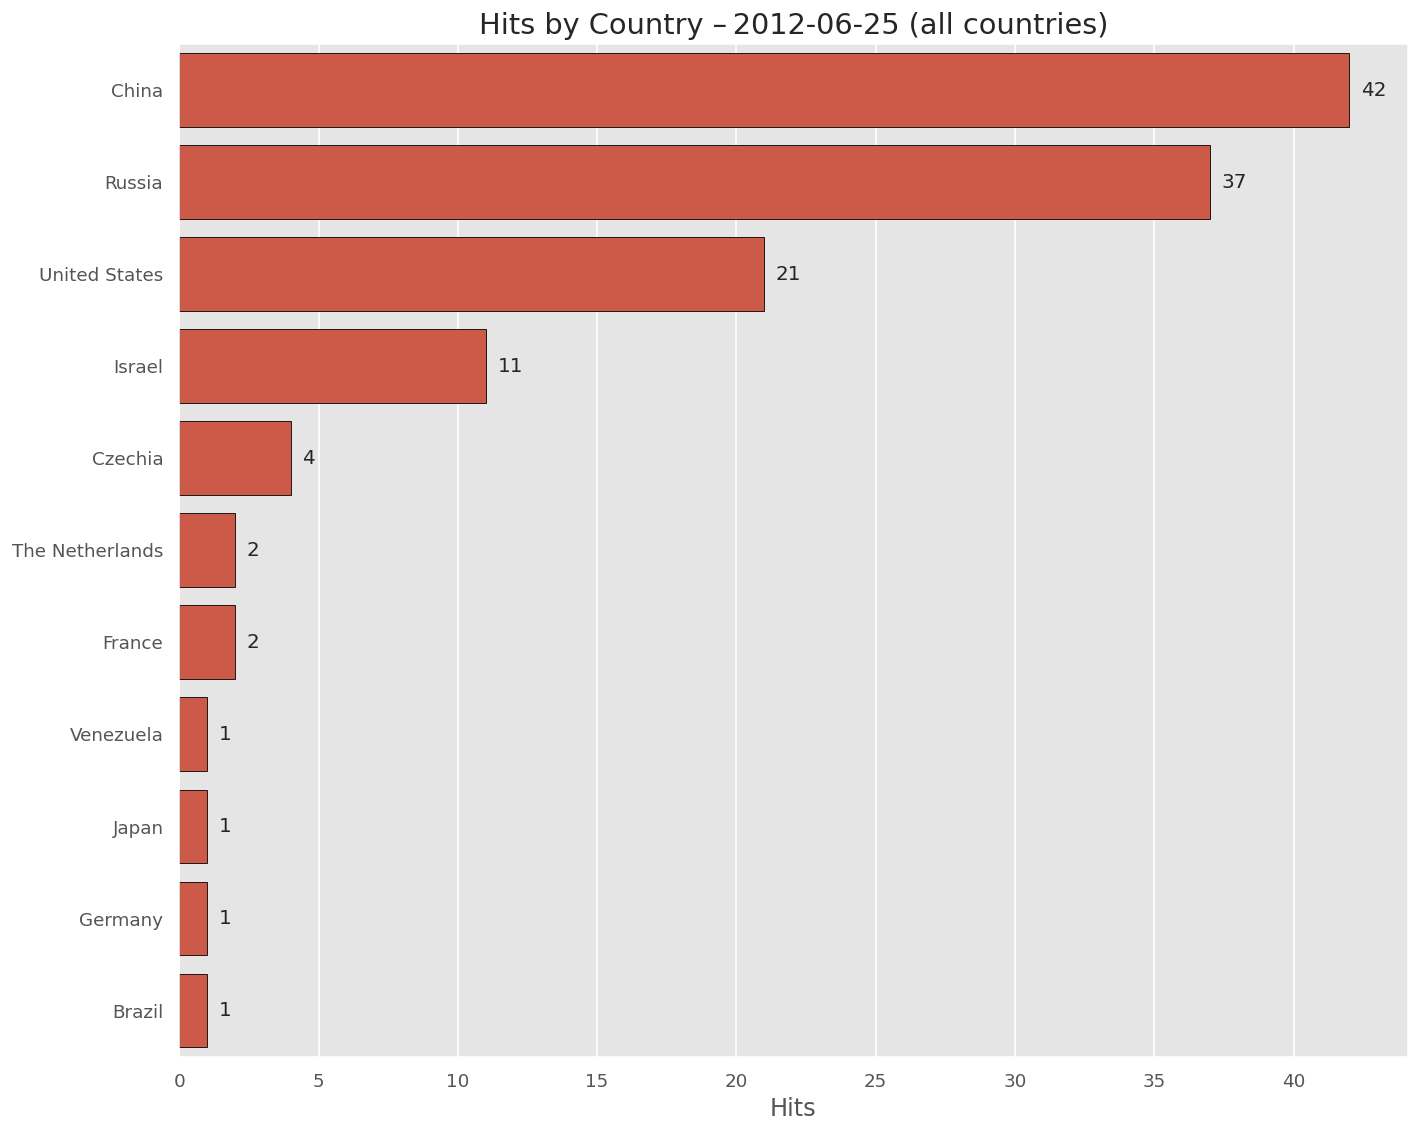 Hits by Country – 2012-06-25 (all countries)
China 42
Russia 37
United States 21
Israel 11
Czechia 4
The Netherlands 2
France 2
Venezuela 1
Japan 1
Germany 1
Brazil 1
0 5 10 15 20 25 30 35 40
Hits